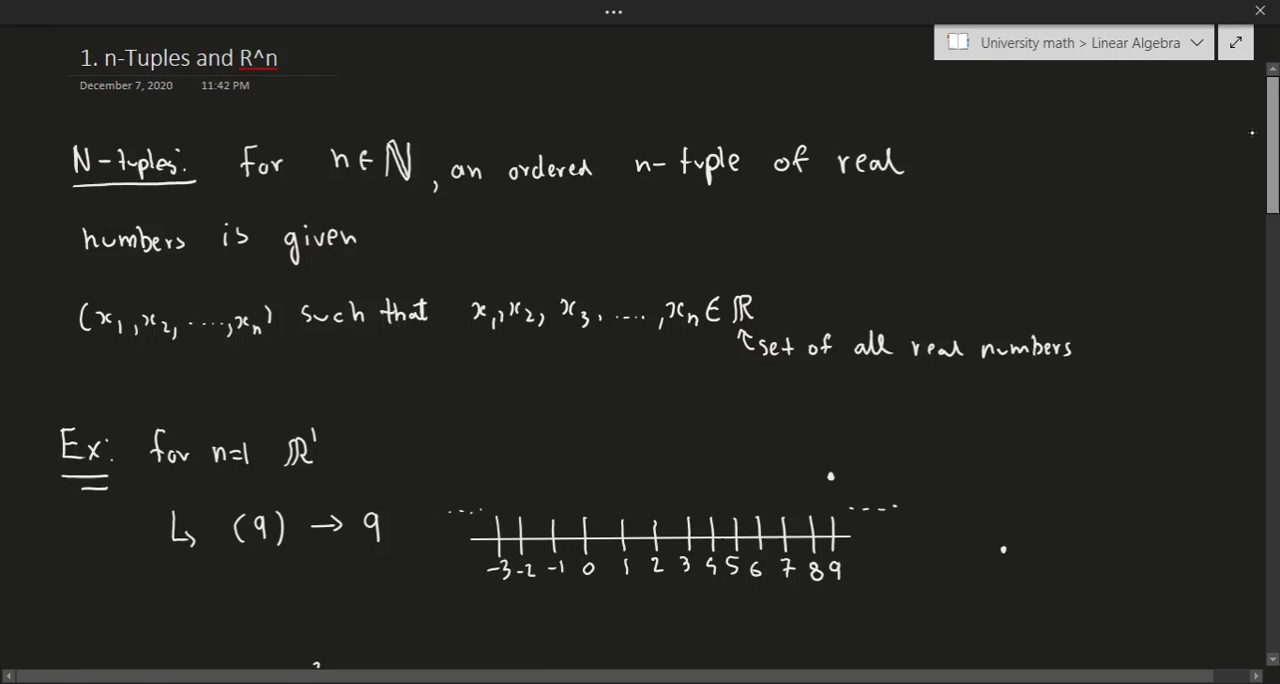 University math > Linear Algebra
1. n-Tuples and R^n
December 7, 2020 11:42 PM
N-tuples: For n ∈ ℕ, an ordered n-tuple of real
numbers is given
(x₁, x₂, ....., xₙ) such that x₁, x₂, x₃, ....., xₙ ∈ ℝ
↖ set of all real numbers
Ex: for n=1 ℝ¹
↳ (9) → 9
..... ....
-3 -2 -1 0 1 2 3 4 5 6 7 8 9